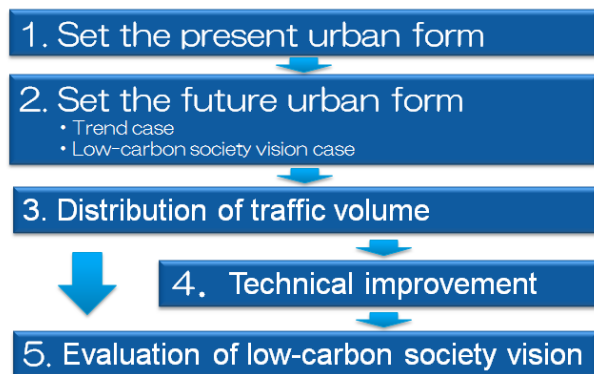 1. Set the present urban form
2. Set the future urban form
・Trend case
・Low-carbon society vision case
3. Distribution of traffic volume
4. Technical improvement
5. Evaluation of low-carbon society vision